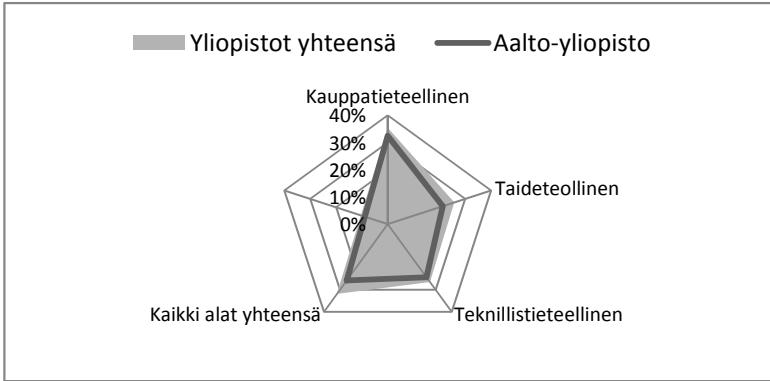 Yliopistot yhteensä Aalto-yliopisto
Kauppatieteellinen
40%
30%
20%
10%
0%
Taideteollinen
Kaikki alat yhteensä
Teknillistieteellinen